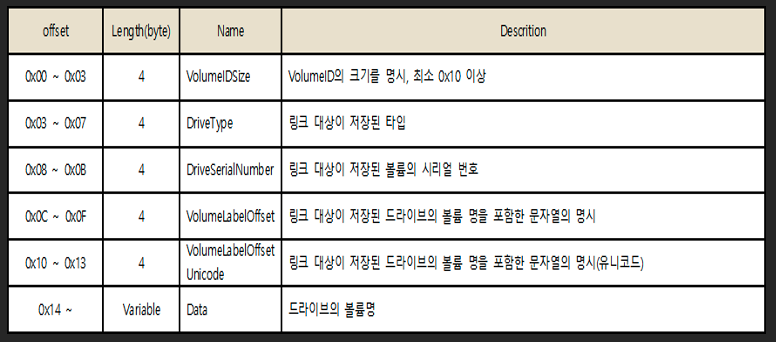 offset Length(byte) Name Descrition
0x00 ~ 0x03 4 VolumeIDSize VolumeID의 크기를 명시, 최소 0x10 이상
0x03 ~ 0x07 4 DriveType 링크 대상이 저장된 타입
0x08 ~ 0x0B 4 DriveSerialNumber 링크 대상이 저장된 볼륨의 시리얼 번호
0x0C ~ 0x0F 4 VolumeLabelOffset 링크 대상이 저장된 드라이브의 볼륨 명을 포함한 문자열의 명시
0x10 ~ 0x13 4 VolumeLabelOffset
Unicode 링크 대상이 저장된 드라이브의 볼륨 명을 포함한 문자열의 명시(유니코드)
0x14 ~ Variable Data 드라이브의 볼륨명